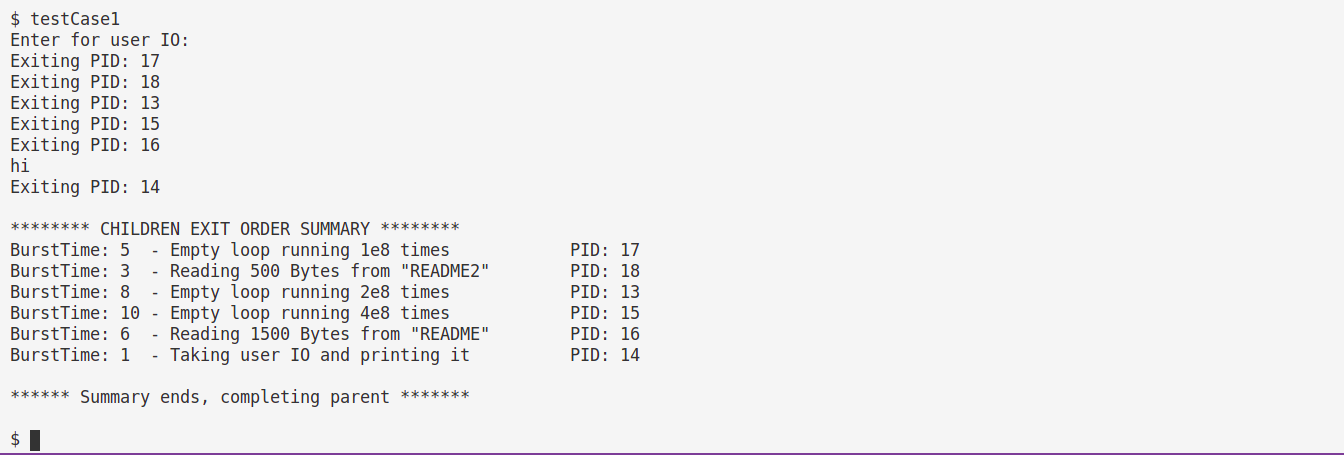 $ testCase1
Enter for user IO:
Exiting PID: 17
Exiting PID: 18
Exiting PID: 13
Exiting PID: 15
Exiting PID: 16
hi
Exiting PID: 14
******** CHILDREN EXIT ORDER SUMMARY ********
BurstTime: 5  - Empty loop running 1e8 times            PID: 17
BurstTime: 3  - Reading 500 Bytes from "README2"        PID: 18
BurstTime: 8  - Empty loop running 2e8 times            PID: 13
BurstTime: 10 - Empty loop running 4e8 times            PID: 15
BurstTime: 6  - Reading 1500 Bytes from "README"        PID: 16
BurstTime: 1  - Taking user IO and printing it          PID: 14
****** Summary ends, completing parent *******
$